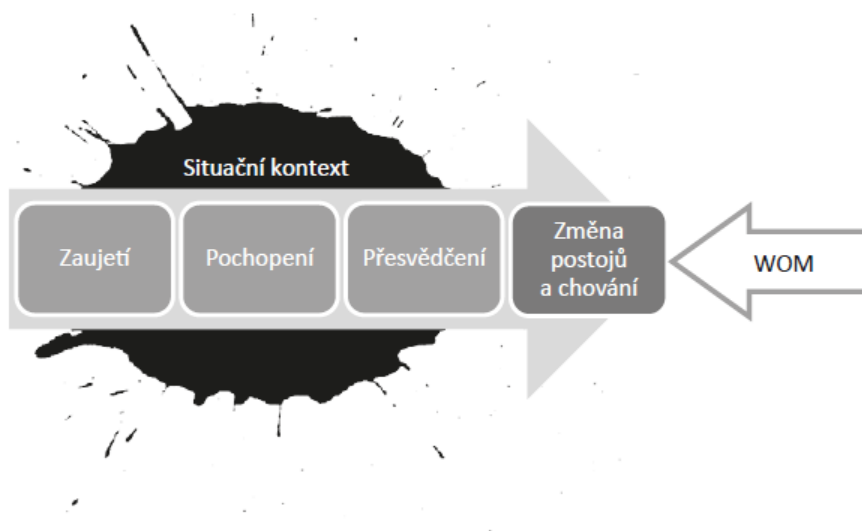 Situační kontext
Zaujetí
Pochopení
Přesvědčení
Změna
postojů
a chování
WOM